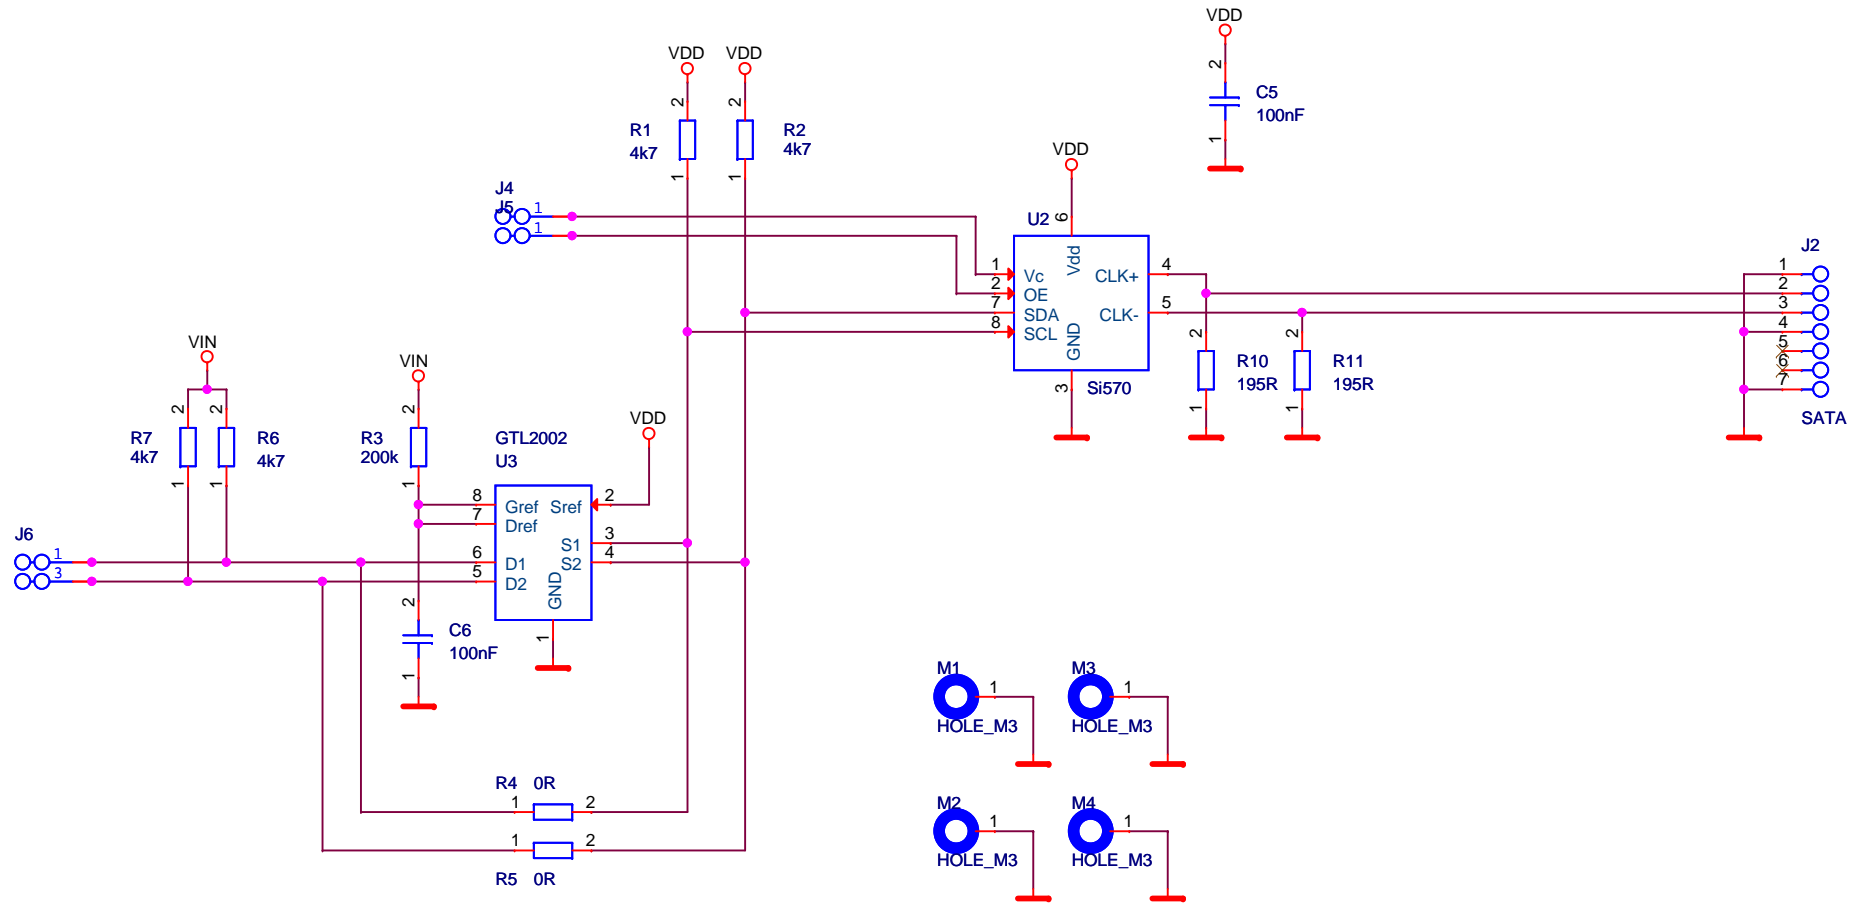 VDD
2
C5
100nF
1
VDD
VDD
2
2
R1
4k7
R2
4k7
1
1
VDD
J4
J5
1
1
U2
6
Vdd
1
Vc
2
OE
7
SDA
8
SCL
GND
CLK+
4
CLK-
5
3
Si570
2
R10
195R
1
2
R11
195R
1
J2
1
2
3
4
5
6
7
SATA
VIN
2
2
R7
4k7
R6
4k7
1
1
VIN
2
R3
200k
1
GTL2002
U3
VDD
8
Gref
Sref
2
7
Dref
S1
3
6
D1
S2
4
5
D2
GND
1
J6
1
3
2
C6
100nF
1
R4 0R
1
2
1
2
R5 0R
M1
1
HOLE_M3
M3
1
HOLE_M3
M2
1
HOLE_M3
M4
1
HOLE_M3